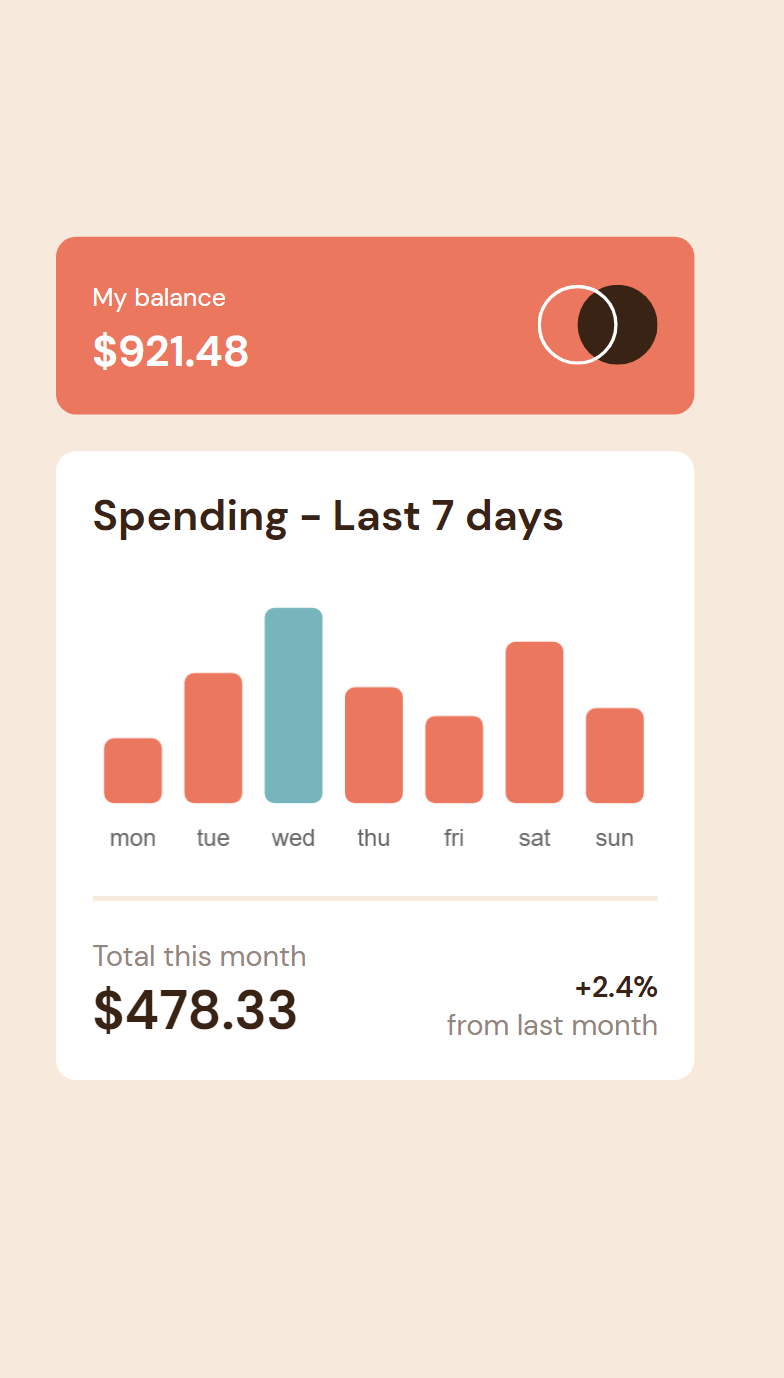 My balance
$921.48
Spending - Last 7 days
mon tue wed thu fri sat sun
Total this month
$478.33
+2.4%
from last month